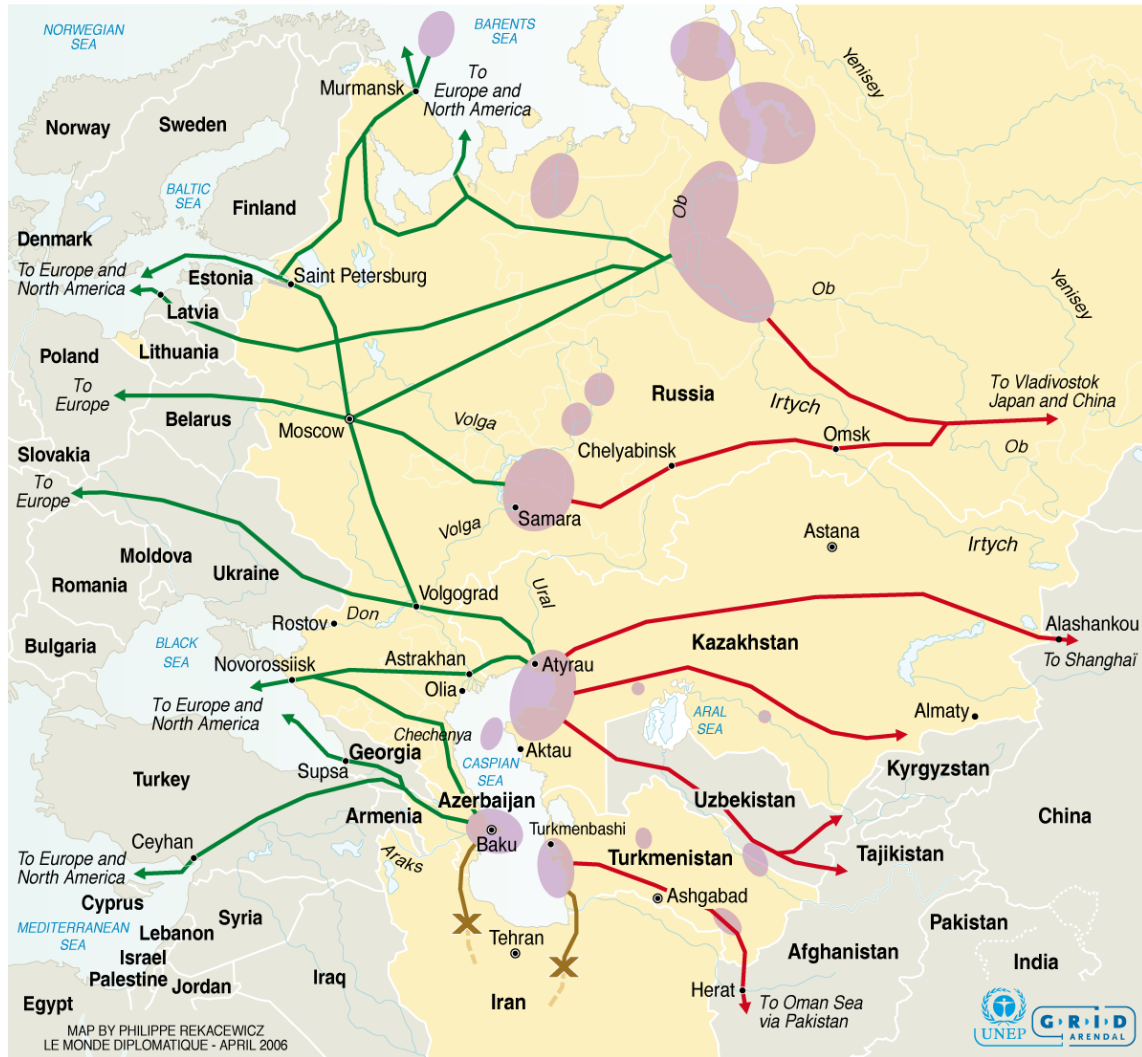 NORWEGIAN
SEA
BARENTS
SEA
Yenisey
To
Europe and
North America
Murmansk
Norway
Sweden
BALTIC
SEA
Finland
Ob
Denmark
To Europe and
North America
Estonia
Saint Petersburg
Latvia
Ob
Yenisey
Lithuania
Poland
To
Europe
Belarus
Moscow
Volga
Russia
Irtych
To Vladivostok
Japan and China
Chelyabinsk
Omsk
Ob
Slovakia
To
Europe
Samara
Volga
Astana
Irtych
Moldova
Romania
Ukraine
Volgograd
Ural
Don
Rostov
Bulgaria
BLACK
SEA
Kazakhstan
Alashankou
To Shanghaï
Novorossiisk
Astrakhan
Atyrau
Olia
To Europe and
North America
Chechenya
ARAL
SEA
Almaty
Georgia
Aktau
CASPIAN
SEA
Supsa
Turkey
Kyrgyzstan
Azerbaijan
Uzbekistan
Armenia
China
Turkmenbashi
Ceyhan
Baku
Araks
Turkmenistan
Tajikistan
To Europe and
North America
Ashgabad
Cyprus
Syria
Pakistan
MEDITERRANEAN
SEA
Lebanon
Tehran
Afghanistan
Israel
Palestine
Jordan
Iraq
India
Egypt
Iran
Herat
To Oman Sea
via Pakistan
MAP BY PHILIPPE REKACEWICZ
LE MONDE DIPLOMATIQUE - APRIL 2006
UNEP
G R I D
ARENDAL